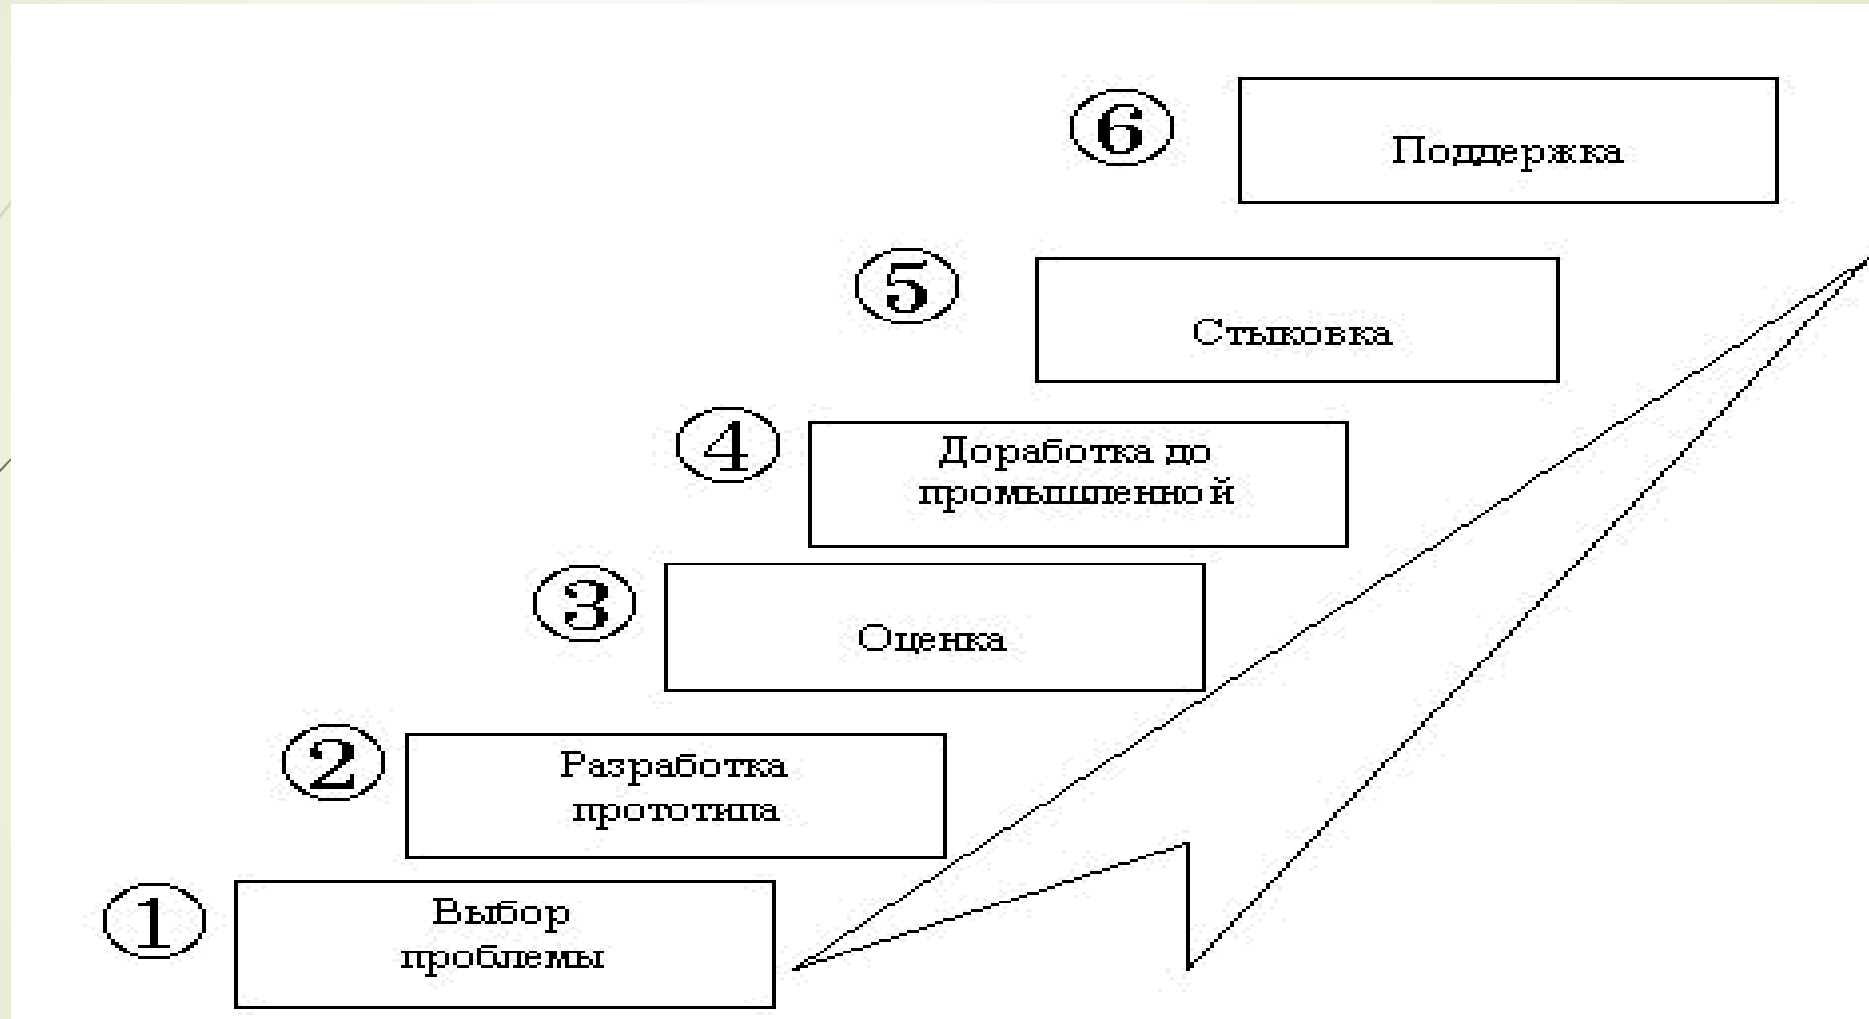 6
Поддержка
5
Стыковка
4
Доработка до
промышленной
3
Оценка
2
Разработка
прототипа
1
Выбор
проблемы